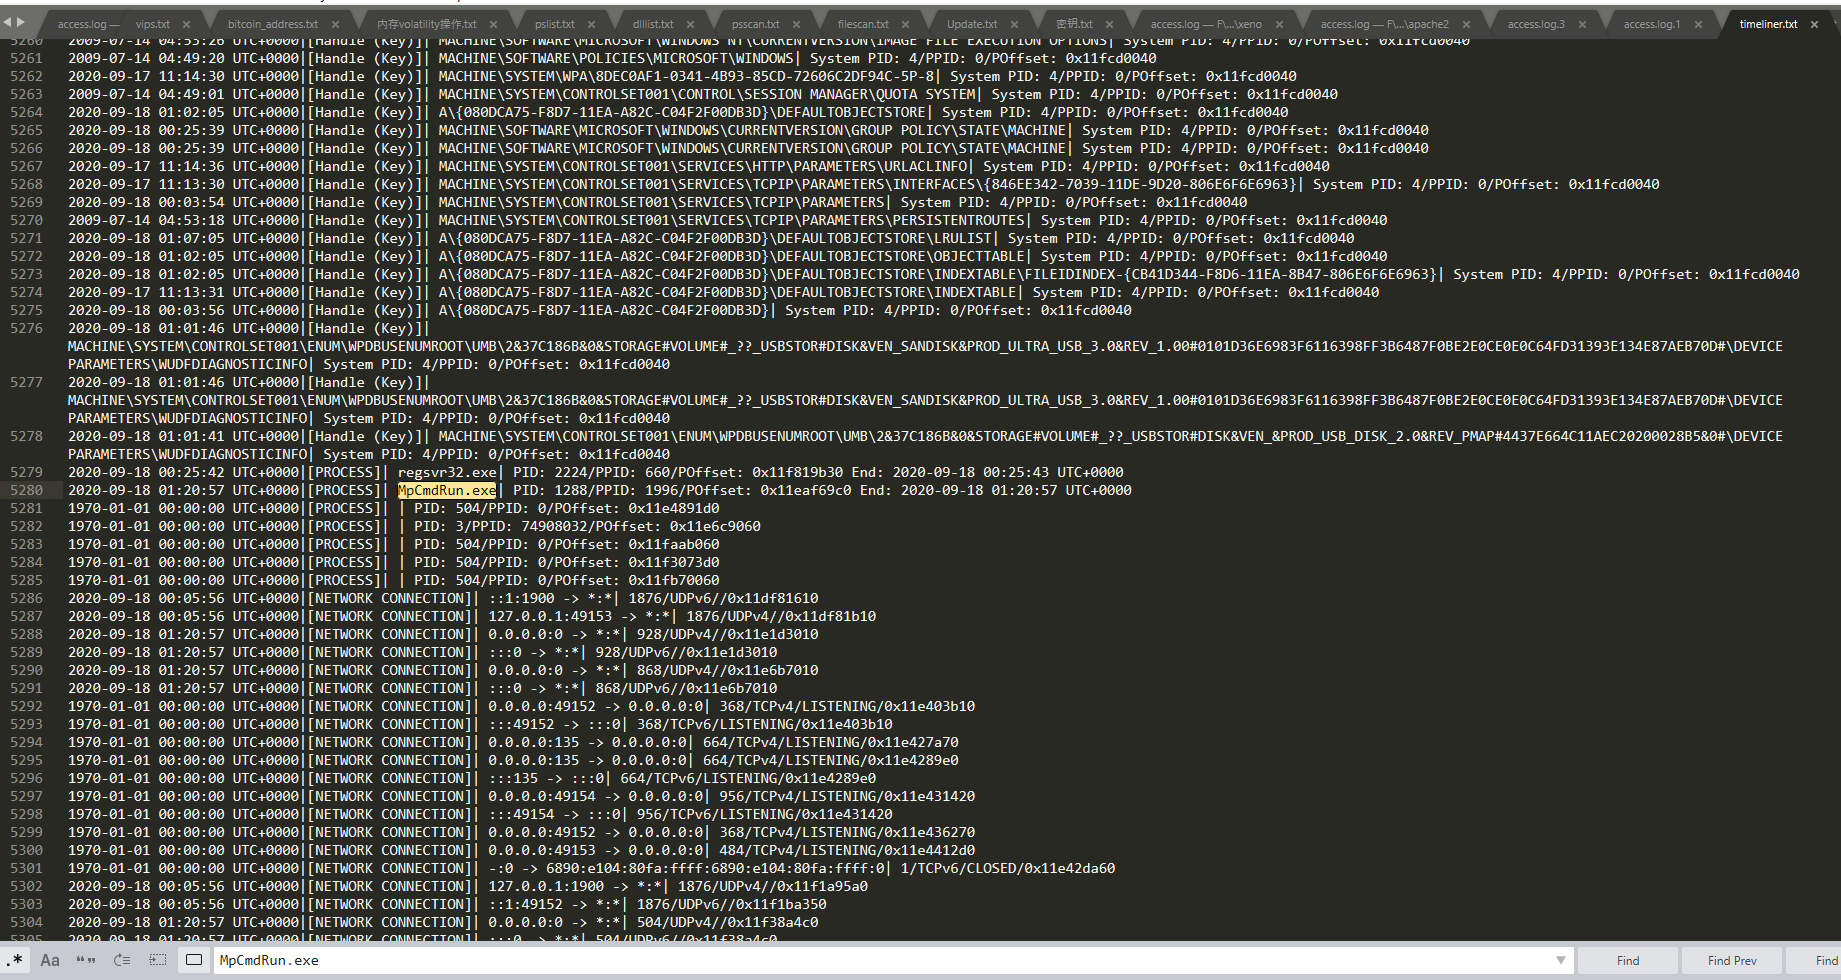 access.log —
vips.txt
bitcoin_address.txt
内存volatility操作.txt
pslist.txt
dlllist.txt
psscan.txt
filescan.txt
Update.txt
密钥.txt
access.log — F\...\xeno
access.log — F\...\apache2
access.log.3
access.log.1
timeliner.txt
5260 2009-07-14 04:53:26 UTC+0000|[Handle (Key)]| MACHINE\SOFTWARE\MICROSOFT\WINDOWS NT\CURRENTVERSION\IMAGE FILE EXECUTION OPTIONS| System PID: 4/PPID: 0/POffset: 0x11fcd0040
5261 2009-07-14 04:49:20 UTC+0000|[Handle (Key)]| MACHINE\SOFTWARE\POLICIES\MICROSOFT\WINDOWS| System PID: 4/PPID: 0/POffset: 0x11fcd0040
5262 2020-09-17 11:14:30 UTC+0000|[Handle (Key)]| MACHINE\SYSTEM\WPA\8DEC0AF1-0341-4B93-85CD-72606C2DF94C-5P-8| System PID: 4/PPID: 0/POffset: 0x11fcd0040
5263 2009-07-14 04:49:01 UTC+0000|[Handle (Key)]| MACHINE\SYSTEM\CONTROLSET001\CONTROL\SESSION MANAGER\QUOTA SYSTEM| System PID: 4/PPID: 0/POffset: 0x11fcd0040
5264 2020-09-18 01:02:05 UTC+0000|[Handle (Key)]| A\{080DCA75-F8D7-11EA-A82C-C04F2F00DB3D}\DEFAULTOBJECTSTORE| System PID: 4/PPID: 0/POffset: 0x11fcd0040
5265 2020-09-18 00:25:39 UTC+0000|[Handle (Key)]| MACHINE\SOFTWARE\MICROSOFT\WINDOWS\CURRENTVERSION\GROUP POLICY\STATE\MACHINE| System PID: 4/PPID: 0/POffset: 0x11fcd0040
5266 2020-09-18 00:25:39 UTC+0000|[Handle (Key)]| MACHINE\SOFTWARE\MICROSOFT\WINDOWS\CURRENTVERSION\GROUP POLICY\STATE\MACHINE| System PID: 4/PPID: 0/POffset: 0x11fcd0040
5267 2020-09-17 11:14:36 UTC+0000|[Handle (Key)]| MACHINE\SYSTEM\CONTROLSET001\SERVICES\HTTP\PARAMETERS\URLACLINFO| System PID: 4/PPID: 0/POffset: 0x11fcd0040
5268 2020-09-17 11:13:30 UTC+0000|[Handle (Key)]| MACHINE\SYSTEM\CONTROLSET001\SERVICES\TCPIP\PARAMETERS\INTERFACES\{846EE342-7039-11DE-9D20-806E6F6E6963}| System PID: 4/PPID: 0/POffset: 0x11fcd0040
5269 2020-09-18 00:03:54 UTC+0000|[Handle (Key)]| MACHINE\SYSTEM\CONTROLSET001\SERVICES\TCPIP\PARAMETERS| System PID: 4/PPID: 0/POffset: 0x11fcd0040
5270 2009-07-14 04:53:18 UTC+0000|[Handle (Key)]| MACHINE\SYSTEM\CONTROLSET001\SERVICES\TCPIP\PARAMETERS\PERSISTENTROUTES| System PID: 4/PPID: 0/POffset: 0x11fcd0040
5271 2020-09-18 01:07:05 UTC+0000|[Handle (Key)]| A\{080DCA75-F8D7-11EA-A82C-C04F2F00DB3D}\DEFAULTOBJECTSTORE\LRULIST| System PID: 4/PPID: 0/POffset: 0x11fcd0040
5272 2020-09-18 01:02:05 UTC+0000|[Handle (Key)]| A\{080DCA75-F8D7-11EA-A82C-C04F2F00DB3D}\DEFAULTOBJECTSTORE\OBJECTTABLE| System PID: 4/PPID: 0/POffset: 0x11fcd0040
5273 2020-09-18 01:02:05 UTC+0000|[Handle (Key)]| A\{080DCA75-F8D7-11EA-A82C-C04F2F00DB3D}\DEFAULTOBJECTSTORE\INDEXTABLE\FILEIDINDEX-{CB41D344-F8D6-11EA-8B47-806E6F6E6963}| System PID: 4/PPID: 0/POffset: 0x11fcd0040
5274 2020-09-17 11:13:31 UTC+0000|[Handle (Key)]| A\{080DCA75-F8D7-11EA-A82C-C04F2F00DB3D}\DEFAULTOBJECTSTORE\INDEXTABLE| System PID: 4/PPID: 0/POffset: 0x11fcd0040
5275 2020-09-18 00:03:56 UTC+0000|[Handle (Key)]| A\{080DCA75-F8D7-11EA-A82C-C04F2F00DB3D}| System PID: 4/PPID: 0/POffset: 0x11fcd0040
5276 2020-09-18 01:01:46 UTC+0000|[Handle (Key)]|
MACHINE\SYSTEM\CONTROLSET001\ENUM\WPDBUSENUMROOT\UMB\2&37C186B&0&STORAGE#VOLUME#_??_USBSTOR#DISK&VEN_SANDISK&PROD_ULTRA_USB_3.0&REV_1.00#0101D36E6983F6116398FF3B6487F0BE2E0CE0E0C64FD31393E134E87AEB70D#\DEVICE
PARAMETERS\WUDFDIAGNOSTICINFO| System PID: 4/PPID: 0/POffset: 0x11fcd0040
5277 2020-09-18 01:01:46 UTC+0000|[Handle (Key)]|
MACHINE\SYSTEM\CONTROLSET001\ENUM\WPDBUSENUMROOT\UMB\2&37C186B&0&STORAGE#VOLUME#_??_USBSTOR#DISK&VEN_SANDISK&PROD_ULTRA_USB_3.0&REV_1.00#0101D36E6983F6116398FF3B6487F0BE2E0CE0E0C64FD31393E134E87AEB70D#\DEVICE
PARAMETERS\WUDFDIAGNOSTICINFO| System PID: 4/PPID: 0/POffset: 0x11fcd0040
5278 2020-09-18 01:01:41 UTC+0000|[Handle (Key)]| MACHINE\SYSTEM\CONTROLSET001\ENUM\WPDBUSENUMROOT\UMB\2&37C186B&0&STORAGE#VOLUME#_??_USBSTOR#DISK&VEN_&PROD_USB_DISK_2.0&REV_PMAP#4437E664C11AEC20200028B5&0#\DEVICE
PARAMETERS\WUDFDIAGNOSTICINFO| System PID: 4/PPID: 0/POffset: 0x11fcd0040
5279 2020-09-18 00:25:42 UTC+0000|[PROCESS]| regsvr32.exe| PID: 2224/PPID: 660/POffset: 0x11f819b30 End: 2020-09-18 00:25:43 UTC+0000
5280 2020-09-18 01:20:57 UTC+0000|[PROCESS]| MpCmdRun.exe| PID: 1288/PPID: 1996/POffset: 0x11eaf69c0 End: 2020-09-18 01:20:57 UTC+0000
5281 1970-01-01 00:00:00 UTC+0000|[PROCESS]| | PID: 504/PPID: 0/POffset: 0x11e4891d0
5282 1970-01-01 00:00:00 UTC+0000|[PROCESS]| | PID: 3/PPID: 74908032/POffset: 0x11e6c9060
5283 1970-01-01 00:00:00 UTC+0000|[PROCESS]| | PID: 504/PPID: 0/POffset: 0x11faab060
5284 1970-01-01 00:00:00 UTC+0000|[PROCESS]| | PID: 504/PPID: 0/POffset: 0x11f3073d0
5285 1970-01-01 00:00:00 UTC+0000|[PROCESS]| | PID: 504/PPID: 0/POffset: 0x11fb70060
5286 2020-09-18 00:05:56 UTC+0000|[NETWORK CONNECTION]| ::1:1900 -> *:*| 1876/UDPv6//0x11df81610
5287 2020-09-18 00:05:56 UTC+0000|[NETWORK CONNECTION]| 127.0.0.1:49153 -> *:*| 1876/UDPv4//0x11df81b10
5288 2020-09-18 01:20:57 UTC+0000|[NETWORK CONNECTION]| 0.0.0.0:0 -> *:*| 928/UDPv4//0x11e1d3010
5289 2020-09-18 01:20:57 UTC+0000|[NETWORK CONNECTION]| :::0 -> *:*| 928/UDPv6//0x11e1d3010
5290 2020-09-18 01:20:57 UTC+0000|[NETWORK CONNECTION]| 0.0.0.0:0 -> *:*| 868/UDPv4//0x11e6b7010
5291 2020-09-18 01:20:57 UTC+0000|[NETWORK CONNECTION]| :::0 -> *:*| 868/UDPv6//0x11e6b7010
5292 1970-01-01 00:00:00 UTC+0000|[NETWORK CONNECTION]| 0.0.0.0:49152 -> 0.0.0.0:0| 368/TCPv4/LISTENING/0x11e403b10
5293 1970-01-01 00:00:00 UTC+0000|[NETWORK CONNECTION]| :::49152 -> :::0| 368/TCPv6/LISTENING/0x11e403b10
5294 1970-01-01 00:00:00 UTC+0000|[NETWORK CONNECTION]| 0.0.0.0:135 -> 0.0.0.0:0| 664/TCPv4/LISTENING/0x11e427a70
5295 1970-01-01 00:00:00 UTC+0000|[NETWORK CONNECTION]| 0.0.0.0:135 -> 0.0.0.0:0| 664/TCPv4/LISTENING/0x11e4289e0
5296 1970-01-01 00:00:00 UTC+0000|[NETWORK CONNECTION]| :::135 -> :::0| 664/TCPv6/LISTENING/0x11e4289e0
5297 1970-01-01 00:00:00 UTC+0000|[NETWORK CONNECTION]| 0.0.0.0:49154 -> 0.0.0.0:0| 956/TCPv4/LISTENING/0x11e431420
5298 1970-01-01 00:00:00 UTC+0000|[NETWORK CONNECTION]| :::49154 -> :::0| 956/TCPv6/LISTENING/0x11e431420
5299 1970-01-01 00:00:00 UTC+0000|[NETWORK CONNECTION]| 0.0.0.0:49152 -> 0.0.0.0:0| 368/TCPv4/LISTENING/0x11e436270
5300 1970-01-01 00:00:00 UTC+0000|[NETWORK CONNECTION]| 0.0.0.0:49153 -> 0.0.0.0:0| 484/TCPv4/LISTENING/0x11e4412d0
5301 1970-01-01 00:00:00 UTC+0000|[NETWORK CONNECTION]| -:0 -> 6890:e104:80fa:ffff:6890:e104:80fa:ffff:0| 1/TCPv6/CLOSED/0x11e42da60
5302 2020-09-18 00:05:56 UTC+0000|[NETWORK CONNECTION]| 127.0.0.1:1900 -> *:*| 1876/UDPv4//0x11f1a95a0
5303 2020-09-18 00:05:56 UTC+0000|[NETWORK CONNECTION]| ::1:49152 -> *:*| 1876/UDPv6//0x11f1ba350
5304 2020-09-18 01:20:57 UTC+0000|[NETWORK CONNECTION]| 0.0.0.0:0 -> *:*| 504/UDPv4//0x11f38a4c0
5305 2020-09-18 01:20:57 UTC+0000|[NETWORK CONNECTION]| :::0 -> *:*| 504/UDPv6//0x11f38a4c0
.* Aa “” MpCmdRun.exe Find Find Prev Find